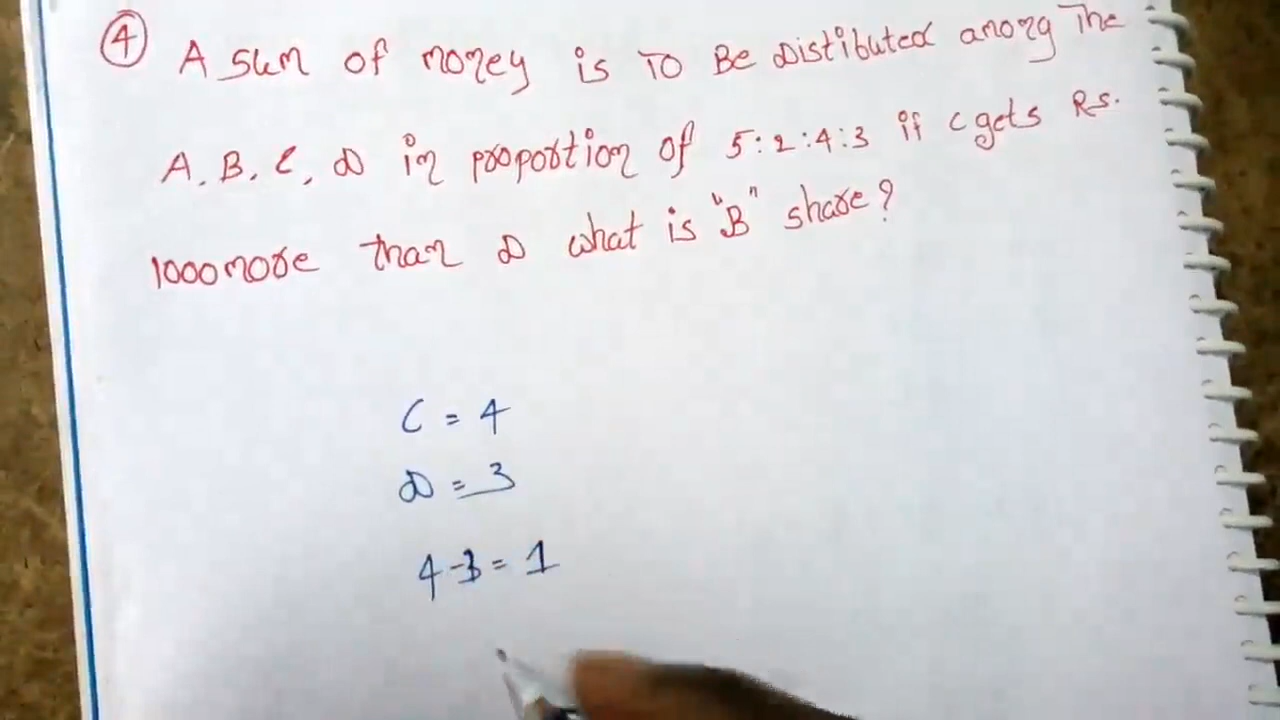 ④ A sum of money is To Be Distibuted among The
A. B. C, D in proportion of 5:2:4:3 if C gets Rs.
1000 more than D what is "B" share?
C = 4
D = 3
4-3 = 1